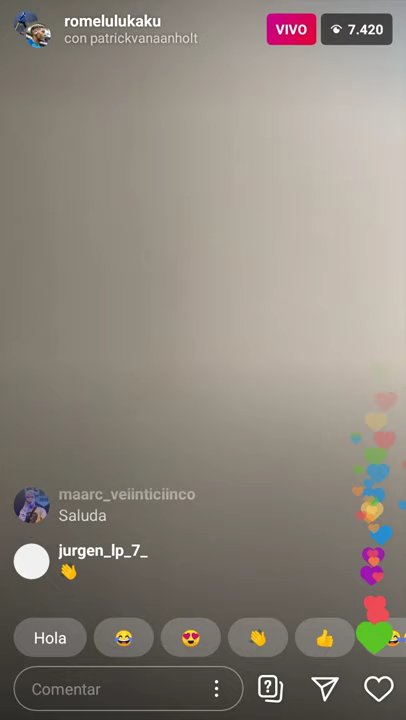 romelulukaku
con patrickvanaanholt
VIVO
7.420
maarc_veiinticiinco
Saluda
jurgen_lp_7_
👋
Hola 😂 😍 👋 👍
Comentar